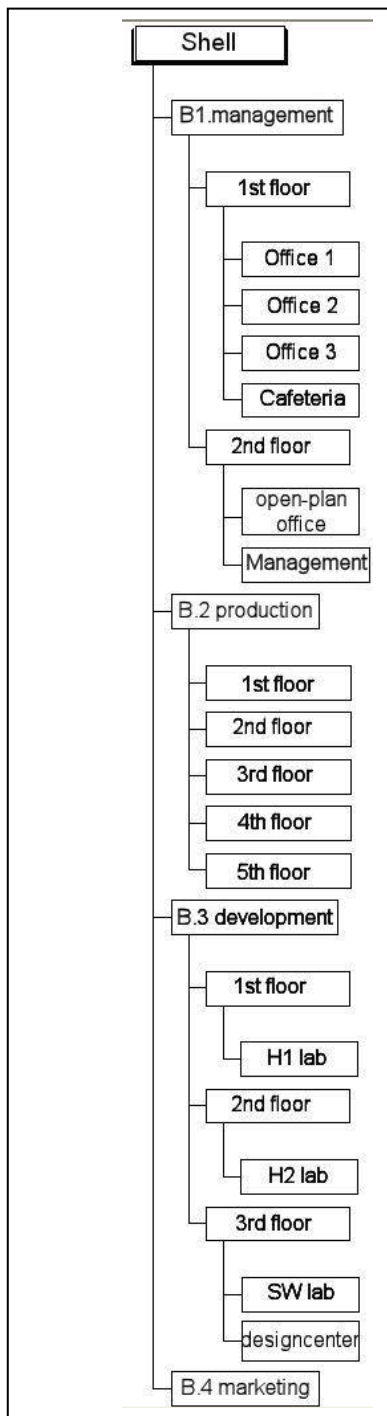 Shell
B1.management
1st floor
Office 1
Office 2
Office 3
Cafeteria
2nd floor
open-plan
office
Management
B.2 production
1st floor
2nd floor
3rd floor
4th floor
5th floor
B.3 development
1st floor
H1 lab
2nd floor
H2 lab
3rd floor
SW lab
designcenter
B.4 marketing